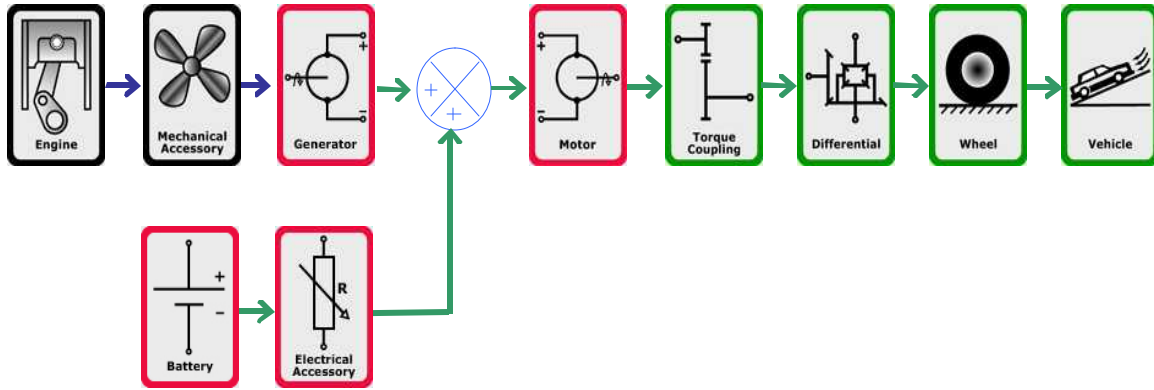 Engine
Mechanical
Accessory
+
−
Generator
+
+
+
−
Motor
Torque
Coupling
Differential
Wheel
Vehicle
+
−
Battery
R
Electrical
Accessory